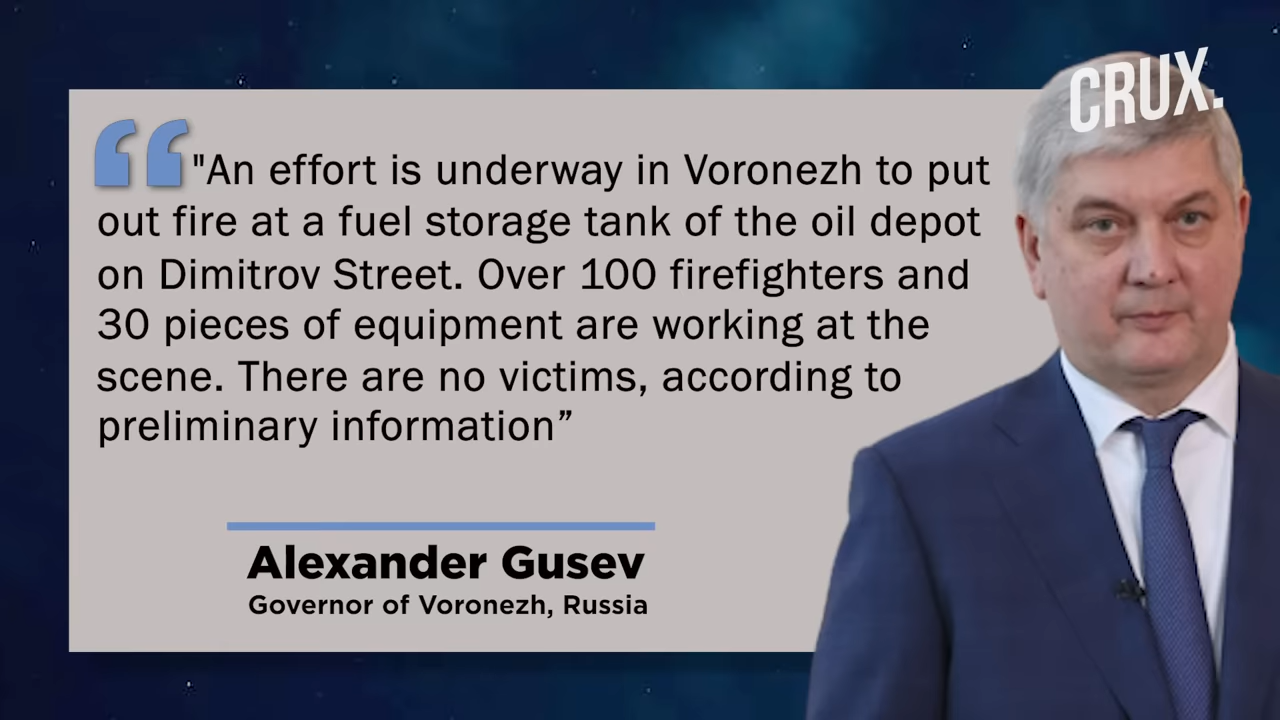 CRUX.
"An effort is underway in Voronezh to put
out fire at a fuel storage tank of the oil depot
on Dimitrov Street. Over 100 firefighters and
30 pieces of equipment are working at the
scene. There are no victims, according to
preliminary information”
Alexander Gusev
Governor of Voronezh, Russia